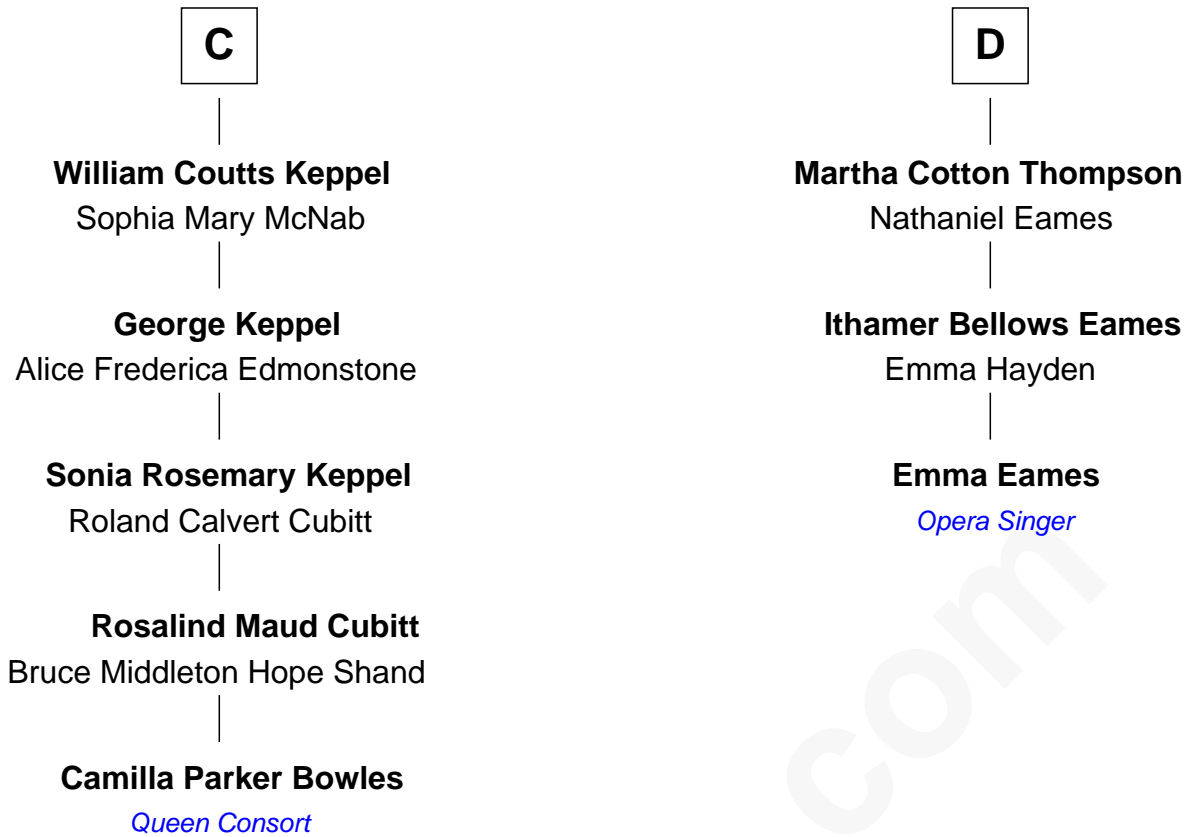 C
William Coutts Keppel
Sophia Mary McNab
George Keppel
Alice Frederica Edmonstone
Sonia Rosemary Keppel
Roland Calvert Cubitt
Rosalind Maud Cubitt
Bruce Middleton Hope Shand
Camilla Parker Bowles
Queen Consort
D
Martha Cotton Thompson
Nathaniel Eames
Ithamer Bellows Eames
Emma Hayden
Emma Eames
Opera Singer
com